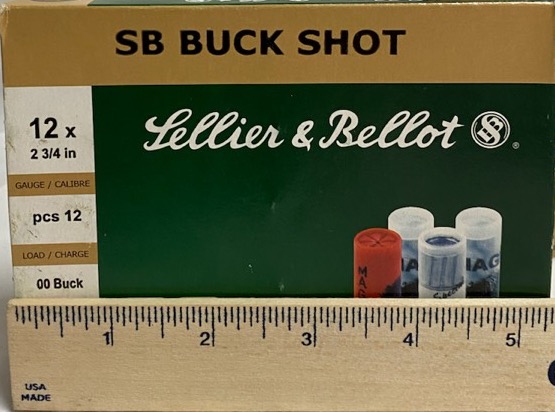 SB BUCK SHOT
12 x
2 3/4 in
GAUGE / CALIBRE
pcs 12
LOAD / CHARGE
00 Buck
Sellier & Bellot SB ®
MAG
1 2 3 4 5
USA
MADE